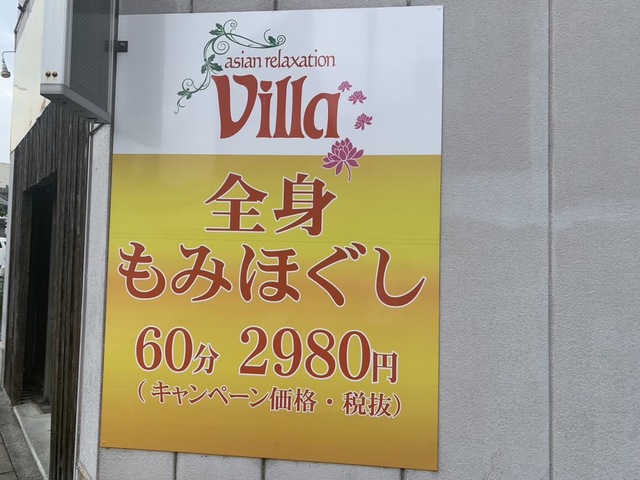 asian relaxation
Villa
全身
もみほぐし
60分 2980円
(キャンペーン価格・税抜)